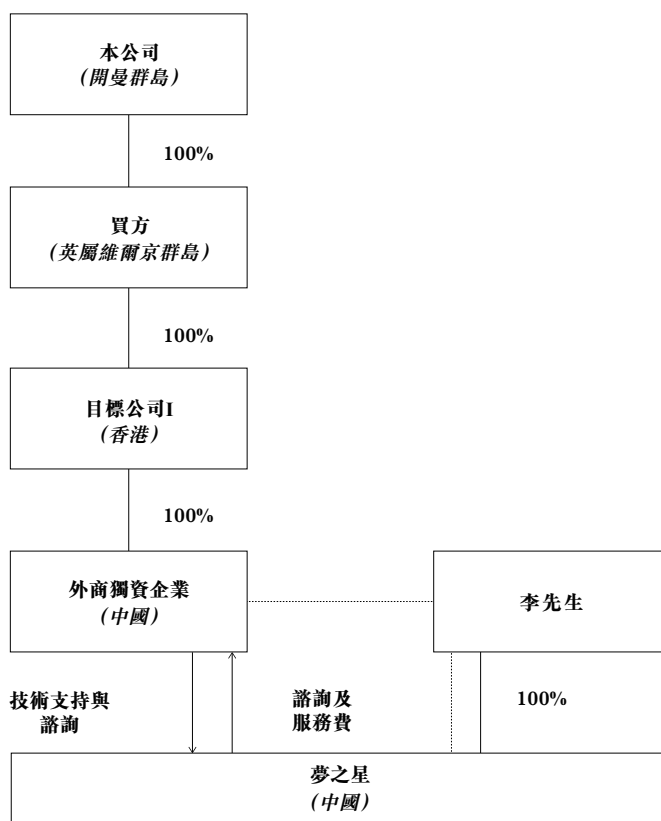 本公司
（開曼群島）
100%
買方
（英屬維爾京群島）
100%
目標公司I
（香港）
100%
外商獨資企業
（中國）
李先生
技術支持與
諮詢
諮詢及
服務費
100%
夢之星
（中國）